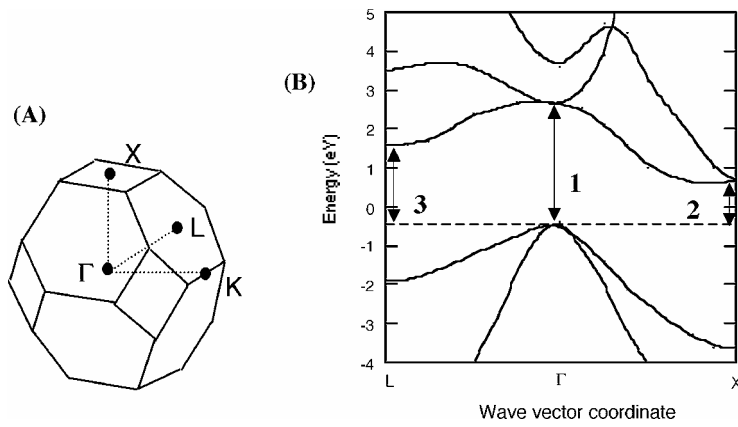 (A)
X
L
Γ
K
(B)
Energy (eV)
5
4
3
2
1
0
-1
-2
-3
-4
1
2
3
L
Γ
X
Wave vector coordinate